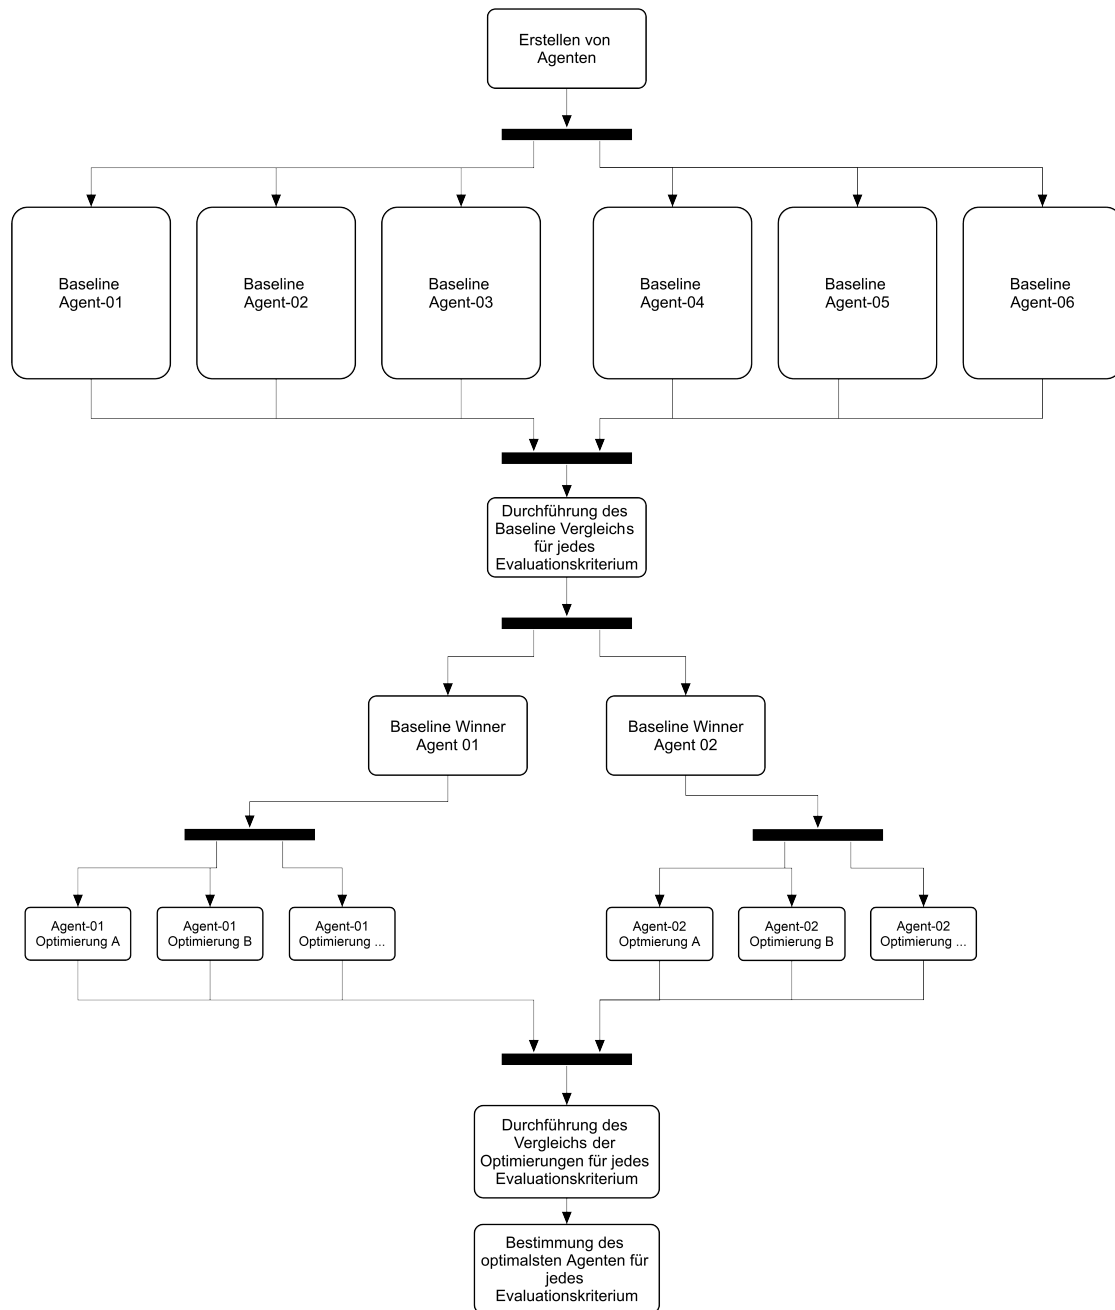 Erstellen von
Agenten
Baseline
Agent-01
Baseline
Agent-02
Baseline
Agent-03
Baseline
Agent-04
Baseline
Agent-05
Baseline
Agent-06
Durchführung des
Baseline Vergleichs
für jedes
Evaluationskriterium
Baseline Winner
Agent 01
Baseline Winner
Agent 02
Agent-01
Optimierung A
Agent-01
Optimierung B
Agent-01
Optimierung ...
Agent-02
Optmierung A
Agent-02
Optimierung B
Agent-02
Optimierung ...
Durchführung des
Vergleichs der
Optimierungen für jedes
Evaluationskriterium
Bestimmung des
optimalsten Agenten für
jedes
Evaluationskriterium